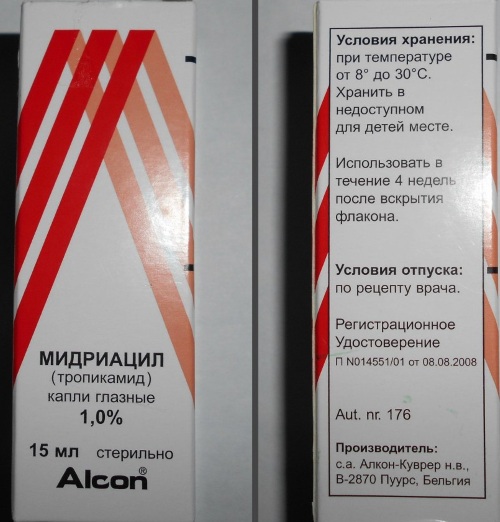 МИДРИАЦИЛ
(тропикамид)
капли глазные
1,0%
15 мл стерильно
Alcon®
Условия хранения:
при температуре
от 8° до 30°C.
Хранить в
недоступном
для детей месте.
Использовать в
течение 4 недель
после вскрытия
флакона.
Условия отпуска:
по рецепту врача.
Регистрационное
Удостоверение
П N014551/01 от 08.08.2008
Aut. nr. 176
Производитель:
с.а. Алкон-Куврер н.в.,
В-2870 Пуурс, Бельгия